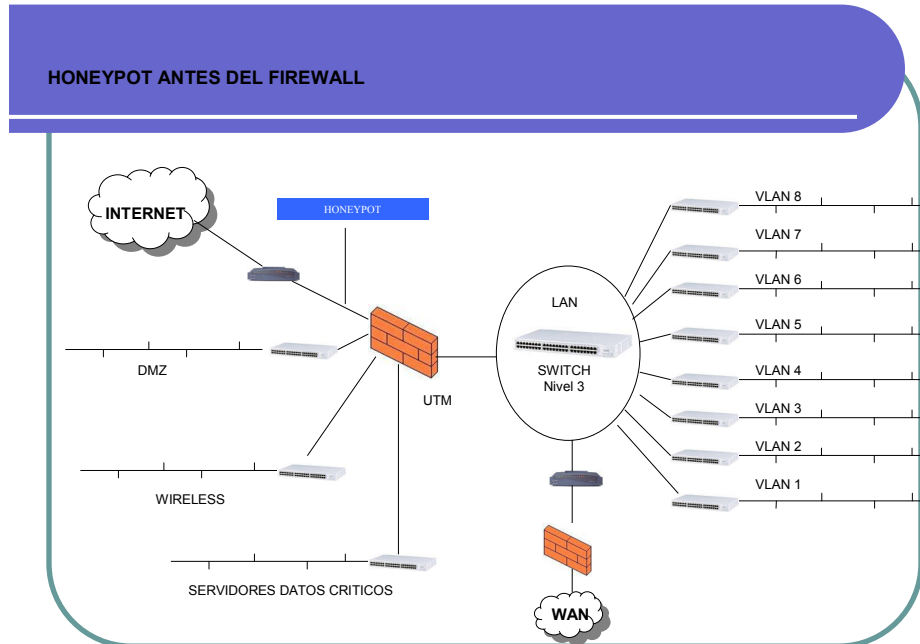 HONEYPOT ANTES DEL FIREWALL
INTERNET
HONEYPOT
DMZ
WIRELESS
SERVIDORES DATOS CRITICOS
UTM
LAN
SWITCH
Nivel 3
WAN
VLAN 8
VLAN 7
VLAN 6
VLAN 5
VLAN 4
VLAN 3
VLAN 2
VLAN 1